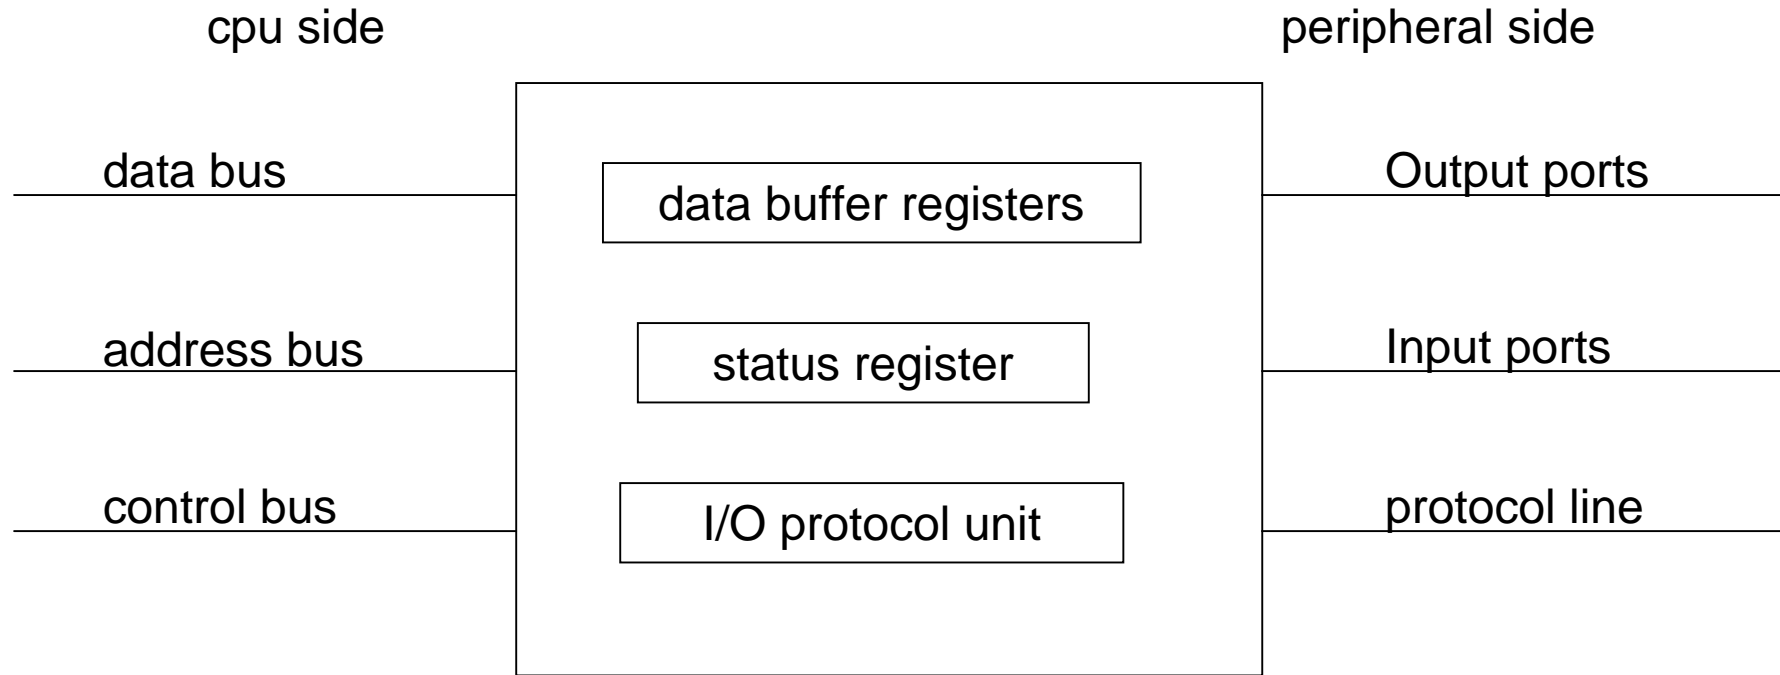 cpu side
peripheral side
data bus
data buffer registers
Output ports
address bus
status register
Input ports
control bus
I/O protocol unit
protocol line